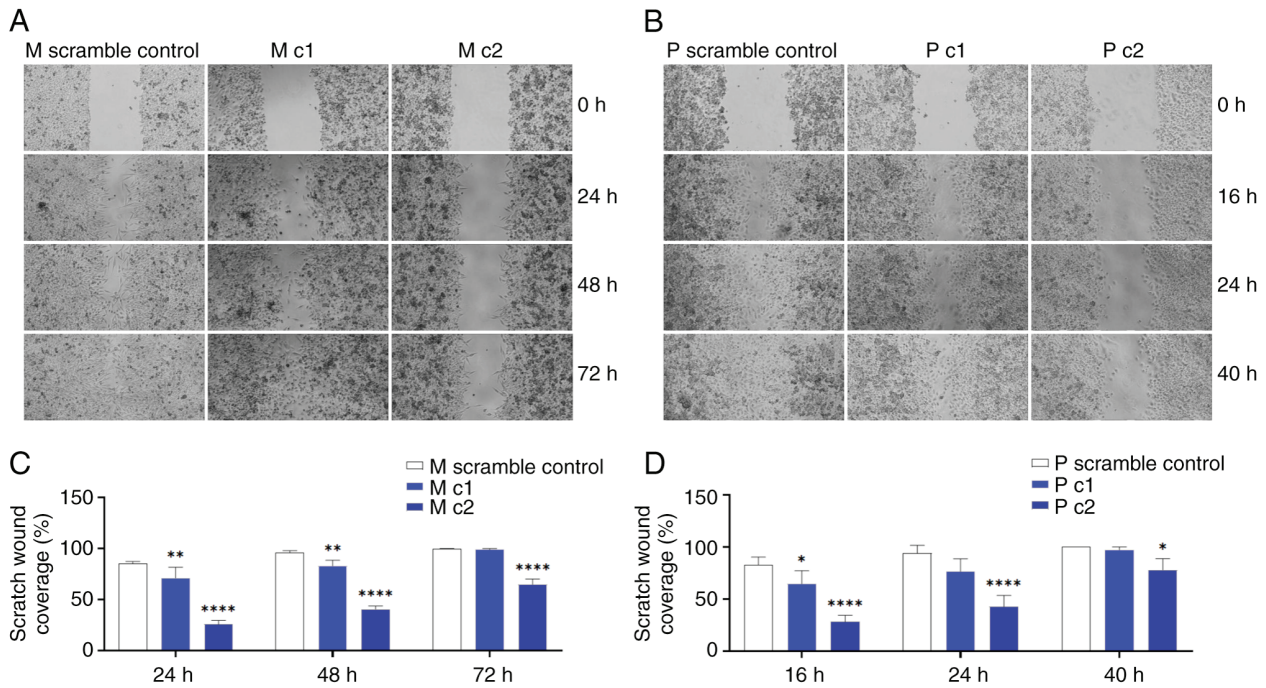 A
M scramble control M c1 M c2
0 h
24 h
48 h
72 h
B
P scramble control P c1 P c2
0 h
16 h
24 h
40 h
C
M scramble control
M c1
M c2
Scratch wound
coverage (%)
150
100
50
0
** ****
** ****
****
24 h 48 h 72 h
D
P scramble control
P c1
P c2
Scratch wound
coverage (%)
150
100
50
0
* ****
****
*
16 h 24 h 40 h